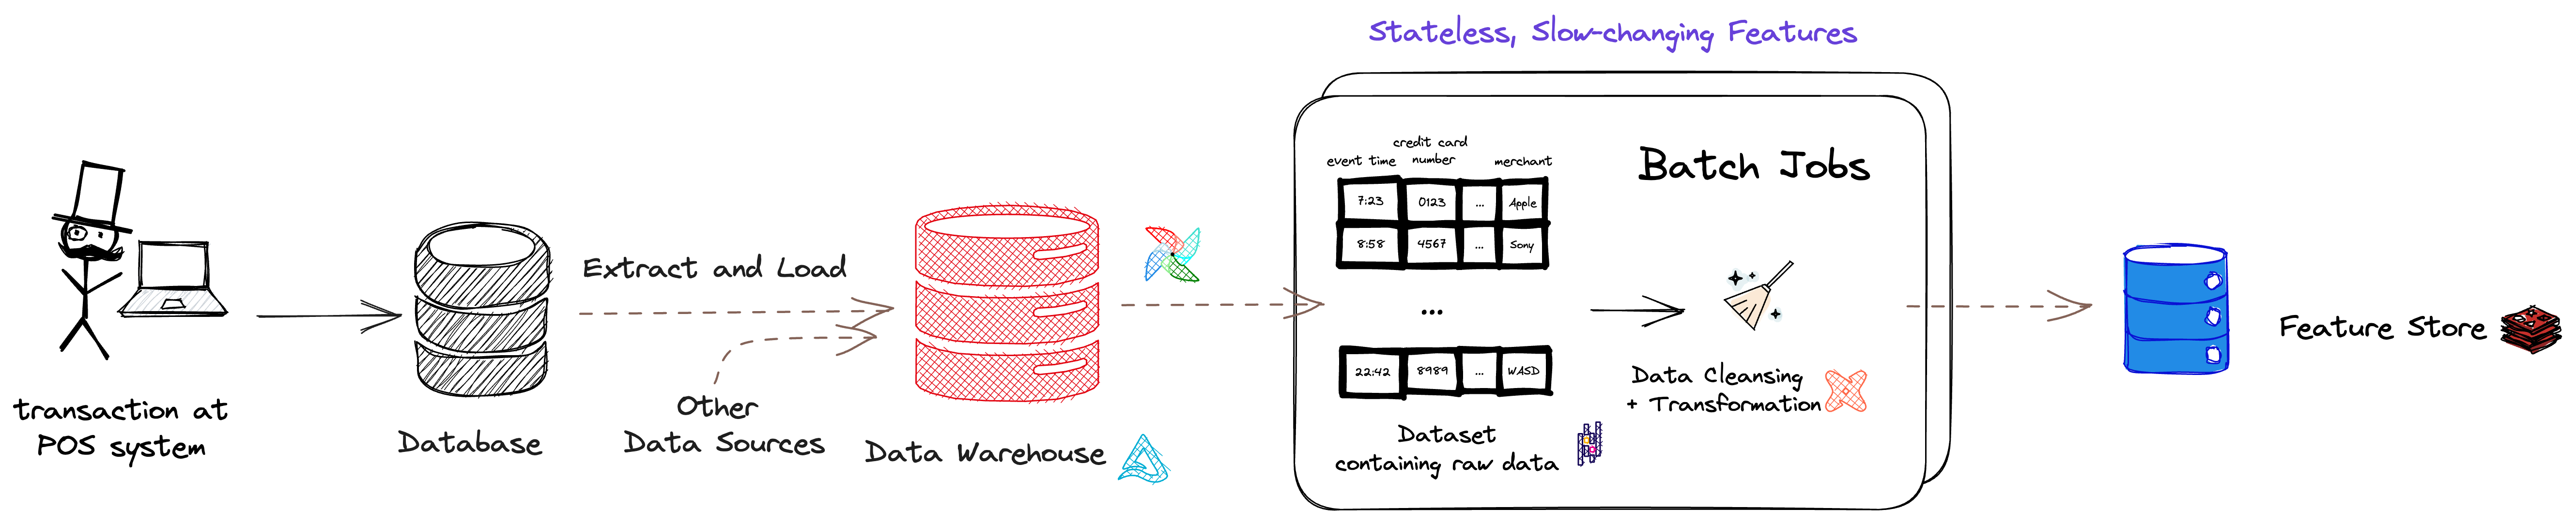 Stateless, Slow-changing Features
transaction at
POS system
Database
Extract and Load
Other
Data Sources
Data Warehouse
event time
credit card
number
merchant
7:23 0123 ... Apple
8:58 4567 ... Sony
...
22:42 8989 ... WASD
Dataset
containing raw data
Batch Jobs
Data Cleansing
+ Transformation
Feature Store